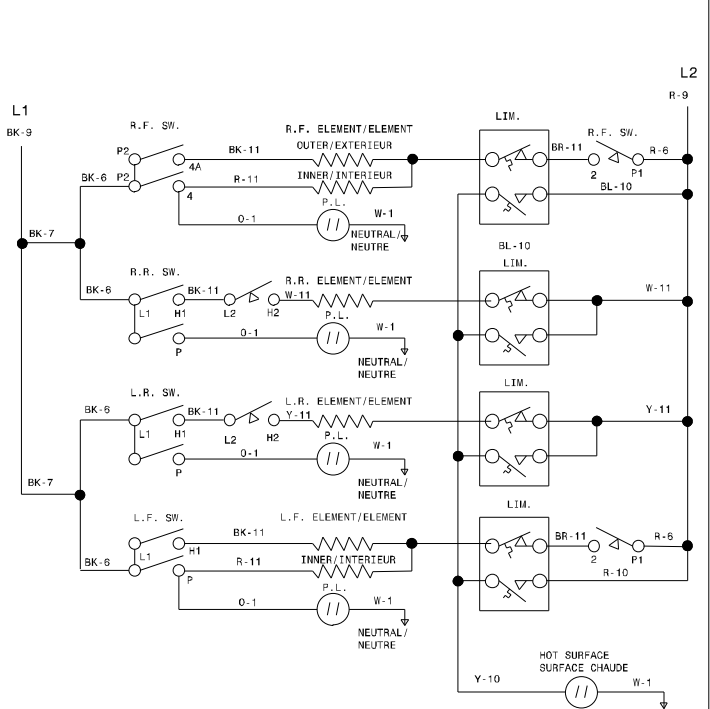 L2
R-9
L1
BK-9
LIM.
R.F. SW.
R.F. ELEMENT/ELEMENT
OUTER/EXTERIEUR
BK-11
BR-11
R.F. SW.
R-6
P2
4A
P2
BK-6
R-11
INNER/INTERIEUR
2
P1
BL-10
4
P.L.
O-1
W-1
BK-7
NEUTRAL/
NEUTRE
BL-10
LIM.
R.R. SW.
R.R. ELEMENT/ELEMENT
BK-6
BK-11
W-11
W-11
L1
H1
L2
H2
P.L.
O-1
W-1
P
NEUTRAL/
NEUTRE
LIM.
L.R. SW.
L.R. ELEMENT/ELEMENT
BK-6
BK-11
Y-11
Y-11
L1
H1
L2
H2
P.L.
O-1
W-1
P
BK-7
NEUTRAL/
NEUTRE
LIM.
L.F. SW.
L.F. ELEMENT/ELEMENT
BK-11
BR-11
R-6
L1
H1
BK-6
R-11
INNER/INTERIEUR
2
P1
R-10
P
P.L.
O-1
W-1
NEUTRAL/
NEUTRE
HOT SURFACE
SURFACE CHAUDE
Y-10
W-1